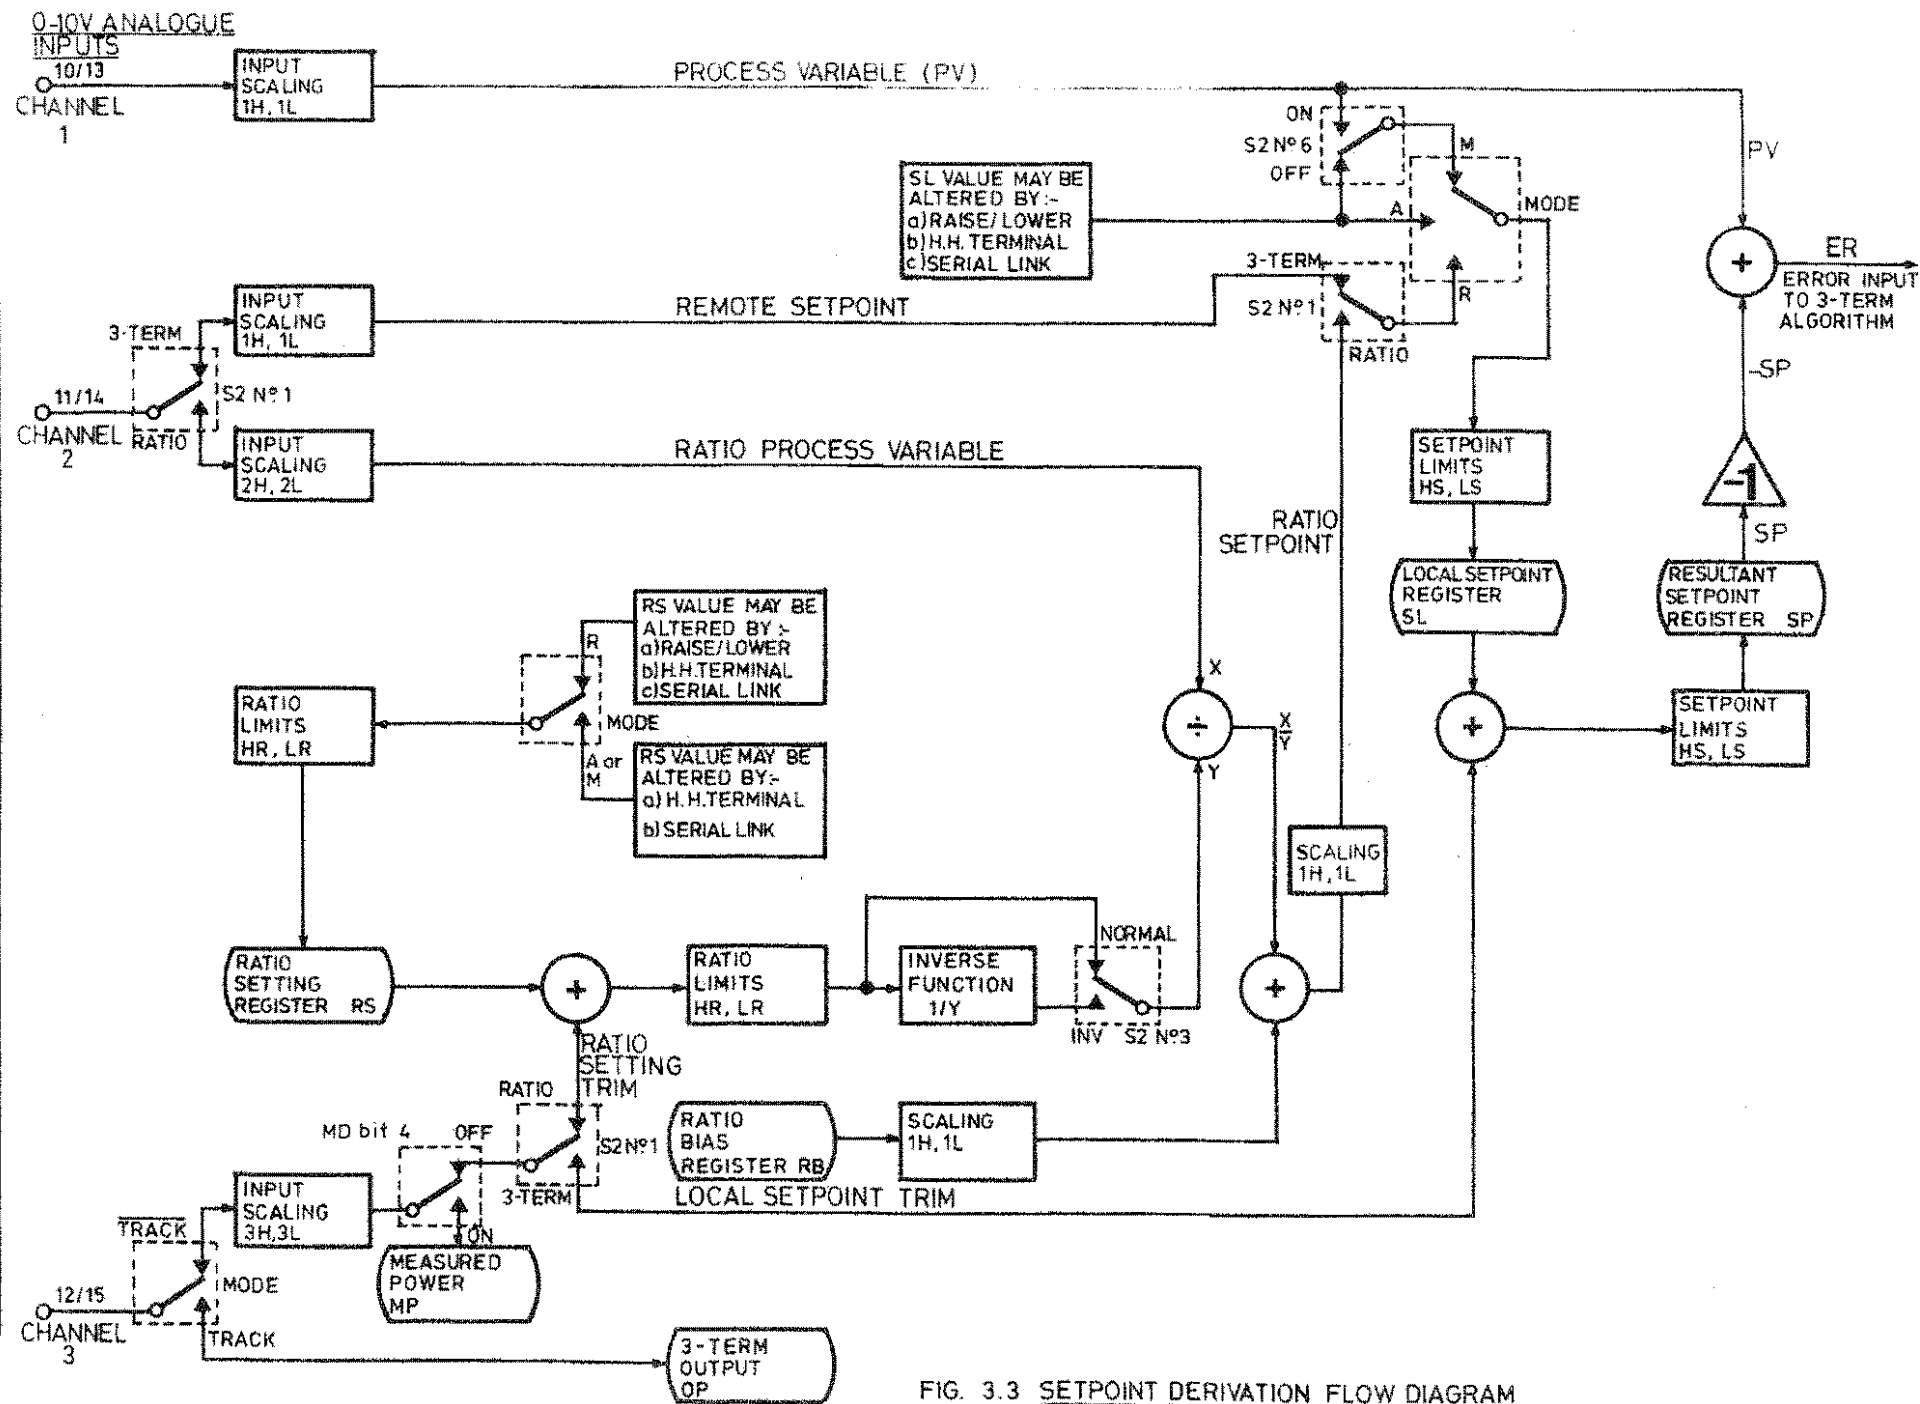 0-10V ANALOGUE
INPUTS
10/13
CHANNEL
1
INPUT
SCALING
1H, 1L
PROCESS VARIABLE (PV)
ON
S2 Nº 6
OFF
M
PV
SL VALUE MAY BE
ALTERED BY:-
a)RAISE/LOWER
b)H.H. TERMINAL
c)SERIAL LINK
A
MODE
R
ER
ERROR INPUT
TO 3-TERM
ALGORITHM
3-TERM
S2 Nº 1
RATIO
3-TERM
11/14
CHANNEL
2
RATIO
S2 Nº 1
INPUT
SCALING
1H, 1L
REMOTE SETPOINT
INPUT
SCALING
2H, 2L
RATIO PROCESS VARIABLE
-SP
SETPOINT
LIMITS
HS, LS
-1
SP
RATIO
SETPOINT
LOCAL SETPOINT
REGISTER
SL
RESULTANT
SETPOINT
REGISTER SP
RS VALUE MAY BE
ALTERED BY :-
a)RAISE/LOWER
b)H.H.TERMINAL
c)SERIAL LINK
R
MODE
A or
M
RS VALUE MAY BE
ALTERED BY:-
a) H.H.TERMINAL
b) SERIAL LINK
RATIO
LIMITS
HR, LR
X
÷
Y
X
Y
+
SETPOINT
LIMITS
HS, LS
+
SCALING
1H, 1L
RATIO
SETTING
REGISTER RS
+
RATIO
LIMITS
HR, LR
INVERSE
FUNCTION
1/Y
NORMAL
INV S2 Nº3
+
RATIO
SETTING
TRIM
RATIO
S2 Nº1
3-TERM
MD bit 4
OFF
ON
RATIO
BIAS
REGISTER RB
SCALING
1H, 1L
LOCAL SETPOINT TRIM
INPUT
SCALING
3H,3L
MEASURED
POWER
MP
TRACK
MODE
12/15
CHANNEL
3
TRACK
3-TERM
OUTPUT
OP
FIG. 3.3 SETPOINT DERIVATION FLOW DIAGRAM